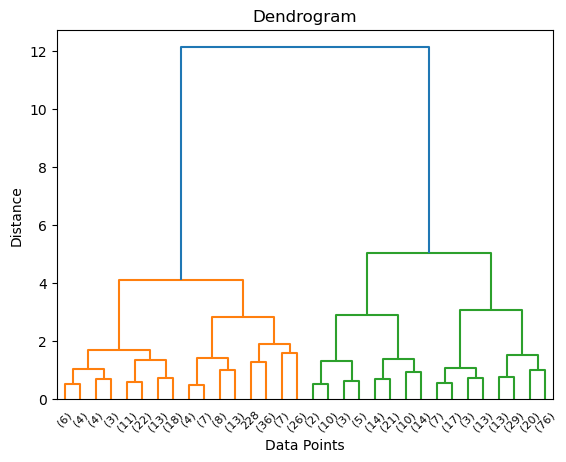 Dendrogram
12
10
8
6
4
2
0
Distance
(6) (4) (4) (3) (11) (22) (13) (18) (4) (7) (8) (13) 228 (36) (7) (26) (2) (10) (3) (5) (14) (21) (10) (14) (7) (17) (3) (13) (13) (29) (20) (76)
Data Points